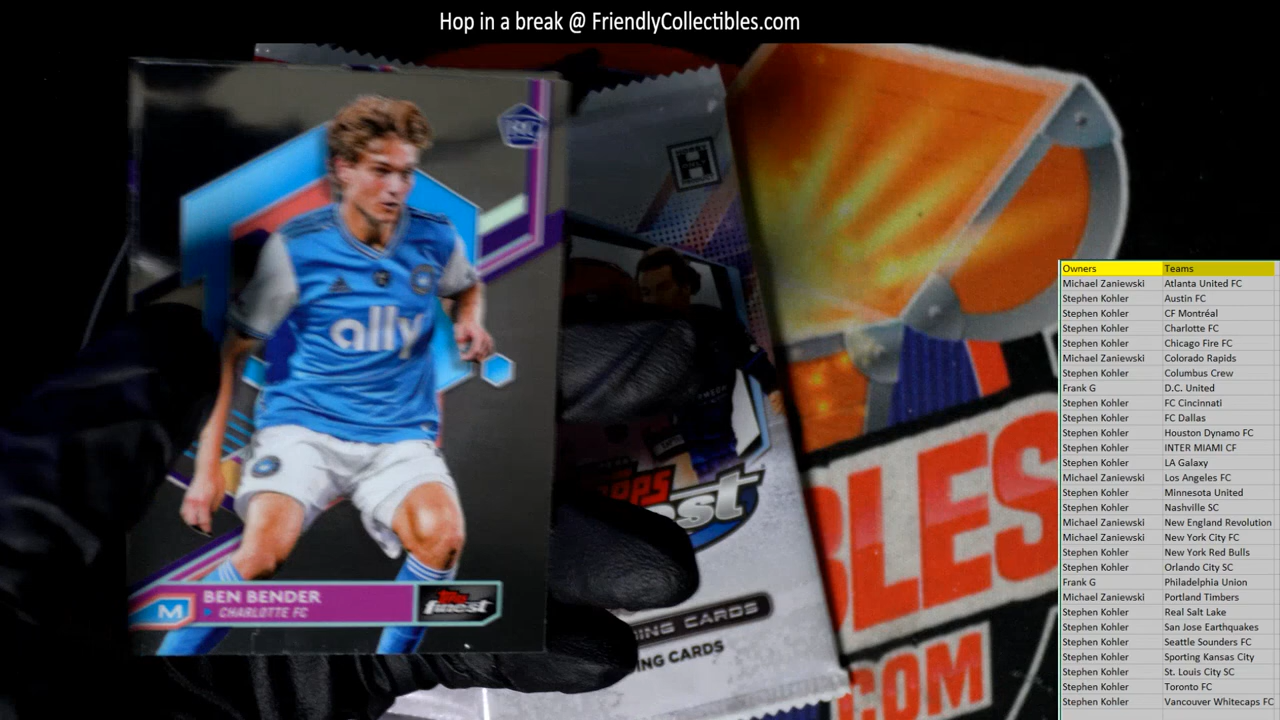 Hop in a break @ FriendlyCollectibles.com
RC
ally
BEN BENDER
CHARLOTTE FC
M
Topps
finest
BLES
.COM
Owners Teams
Michael Zaniewski Atlanta United FC
Stephen Kohler Austin FC
Stephen Kohler CF Montréal
Stephen Kohler Charlotte FC
Stephen Kohler Chicago Fire FC
Michael Zaniewski Colorado Rapids
Stephen Kohler Columbus Crew
Frank G D.C. United
Stephen Kohler FC Cincinnati
Stephen Kohler FC Dallas
Stephen Kohler Houston Dynamo FC
Stephen Kohler INTER MIAMI CF
Stephen Kohler LA Galaxy
Michael Zaniewski Los Angeles FC
Stephen Kohler Minnesota United
Stephen Kohler Nashville SC
Michael Zaniewski New England Revolution
Michael Zaniewski New York City FC
Stephen Kohler New York Red Bulls
Stephen Kohler Orlando City SC
Frank G Philadelphia Union
Michael Zaniewski Portland Timbers
Stephen Kohler Real Salt Lake
Stephen Kohler San Jose Earthquakes
Stephen Kohler Seattle Sounders FC
Stephen Kohler Sporting Kansas City
Stephen Kohler St. Louis City SC
Stephen Kohler Toronto FC
Stephen Kohler Vancouver Whitecaps FC